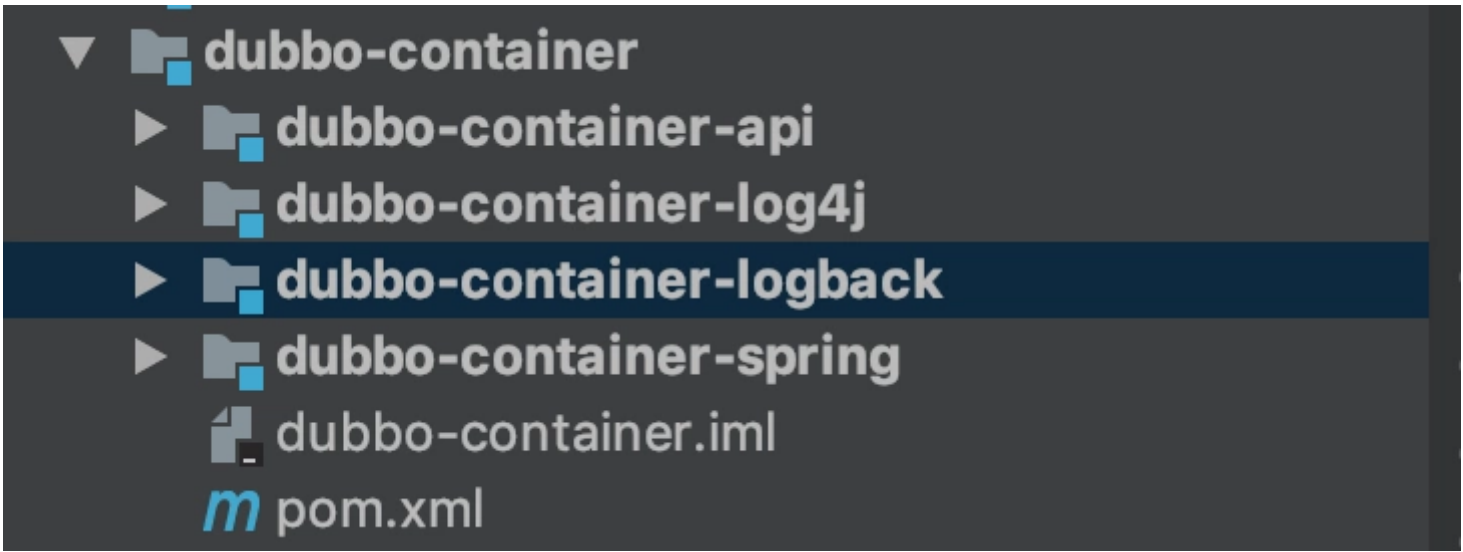 dubbo-container
dubbo-container-api
dubbo-container-log4j
dubbo-container-logback
dubbo-container-spring
dubbo-container.iml
pom.xml